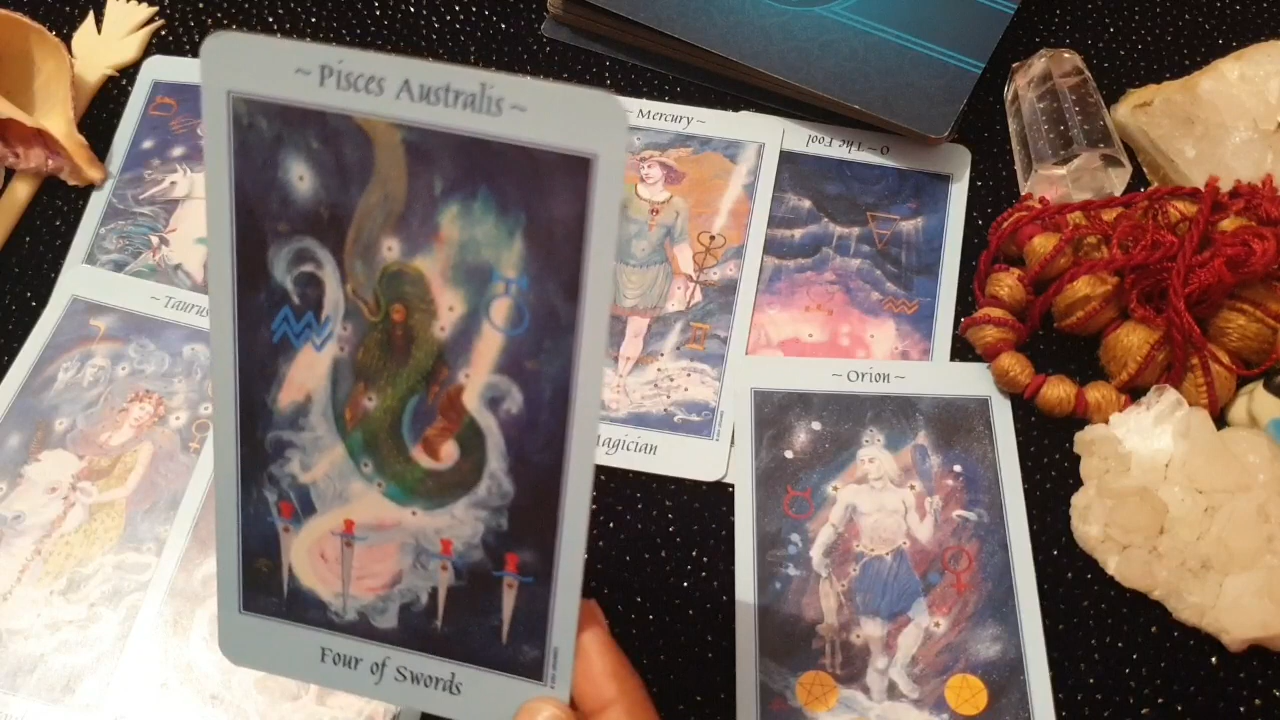 ~ Pisces Australis ~
Four of Swords
~ Mercury ~
Magician
0 – The Fool
~ Orion ~
~ Taurus